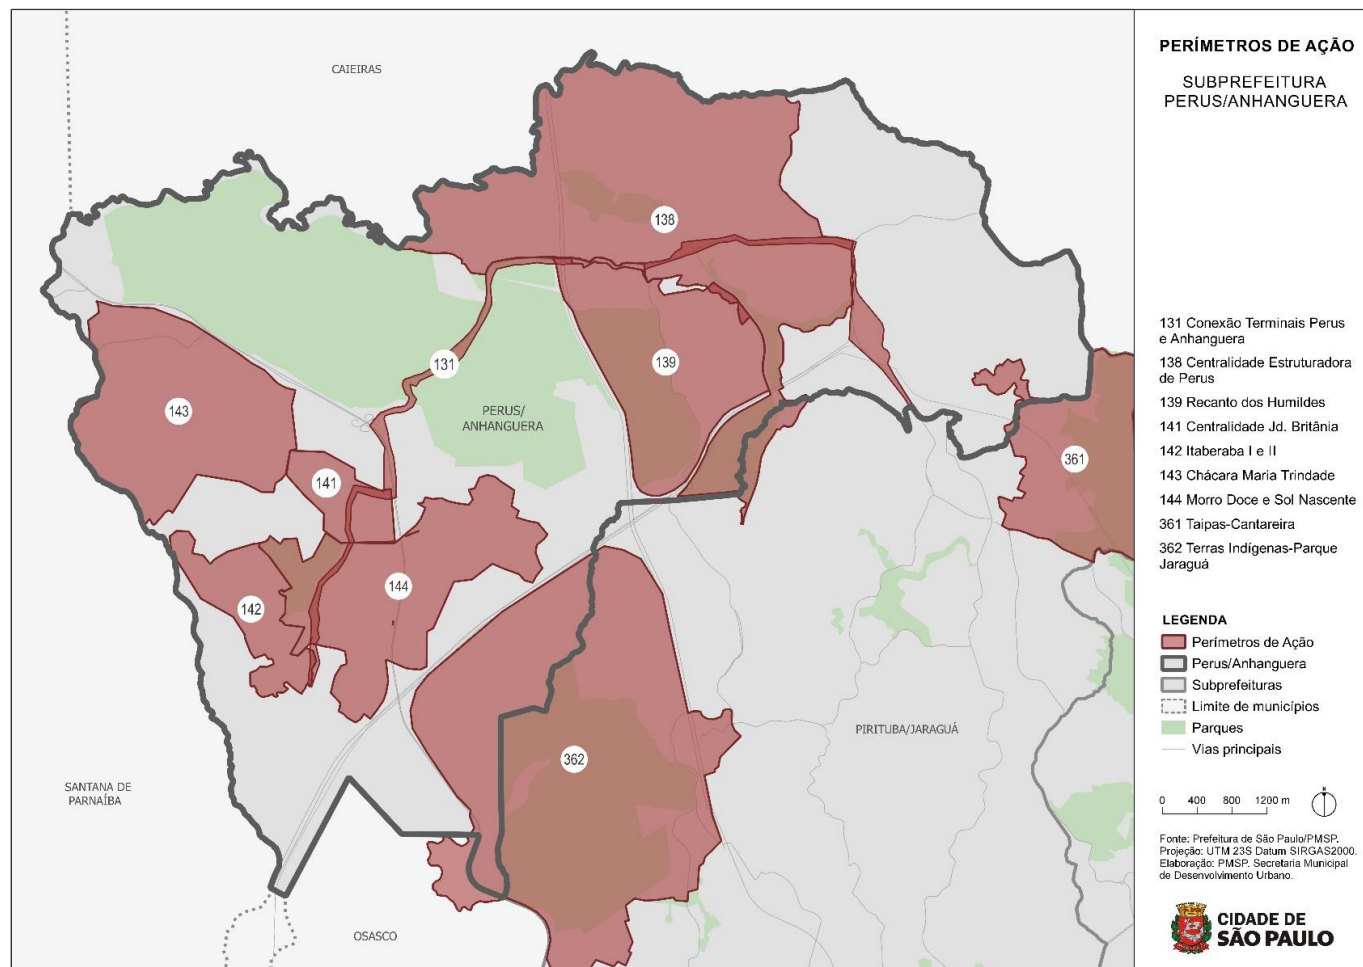 CAIEIRAS
138
131
139
PERUS/
ANHANGUERA
143
361
141
144
142
PIRITUBA/JARAGUÁ
362
SANTANA DE
PARNAÍBA
OSASCO
PERÍMETROS DE AÇÃO
SUBPREFEITURA
PERUS/ANHANGUERA
131 Conexão Terminais Perus
e Anhanguera
138 Centralidade Estruturadora
de Perus
139 Recanto dos Humildes
141 Centralidade Jd. Britânia
142 Itaberaba I e II
143 Chácara Maria Trindade
144 Morro Doce e Sol Nascente
361 Taipas-Cantareira
362 Terras Indígenas-Parque
Jaraguá
LEGENDA
Perímetros de Ação
Perus/Anhanguera
Subprefeituras
Limite de municípios
Parques
Vias principais
0 400 800 1200 m
Fonte: Prefeitura de São Paulo/PMSP.
Projeção: UTM 23S Datum SIRGAS2000.
Elaboração: PMSP. Secretaria Municipal
de Desenvolvimento Urbano.
CIDADE DE
SÃO PAULO